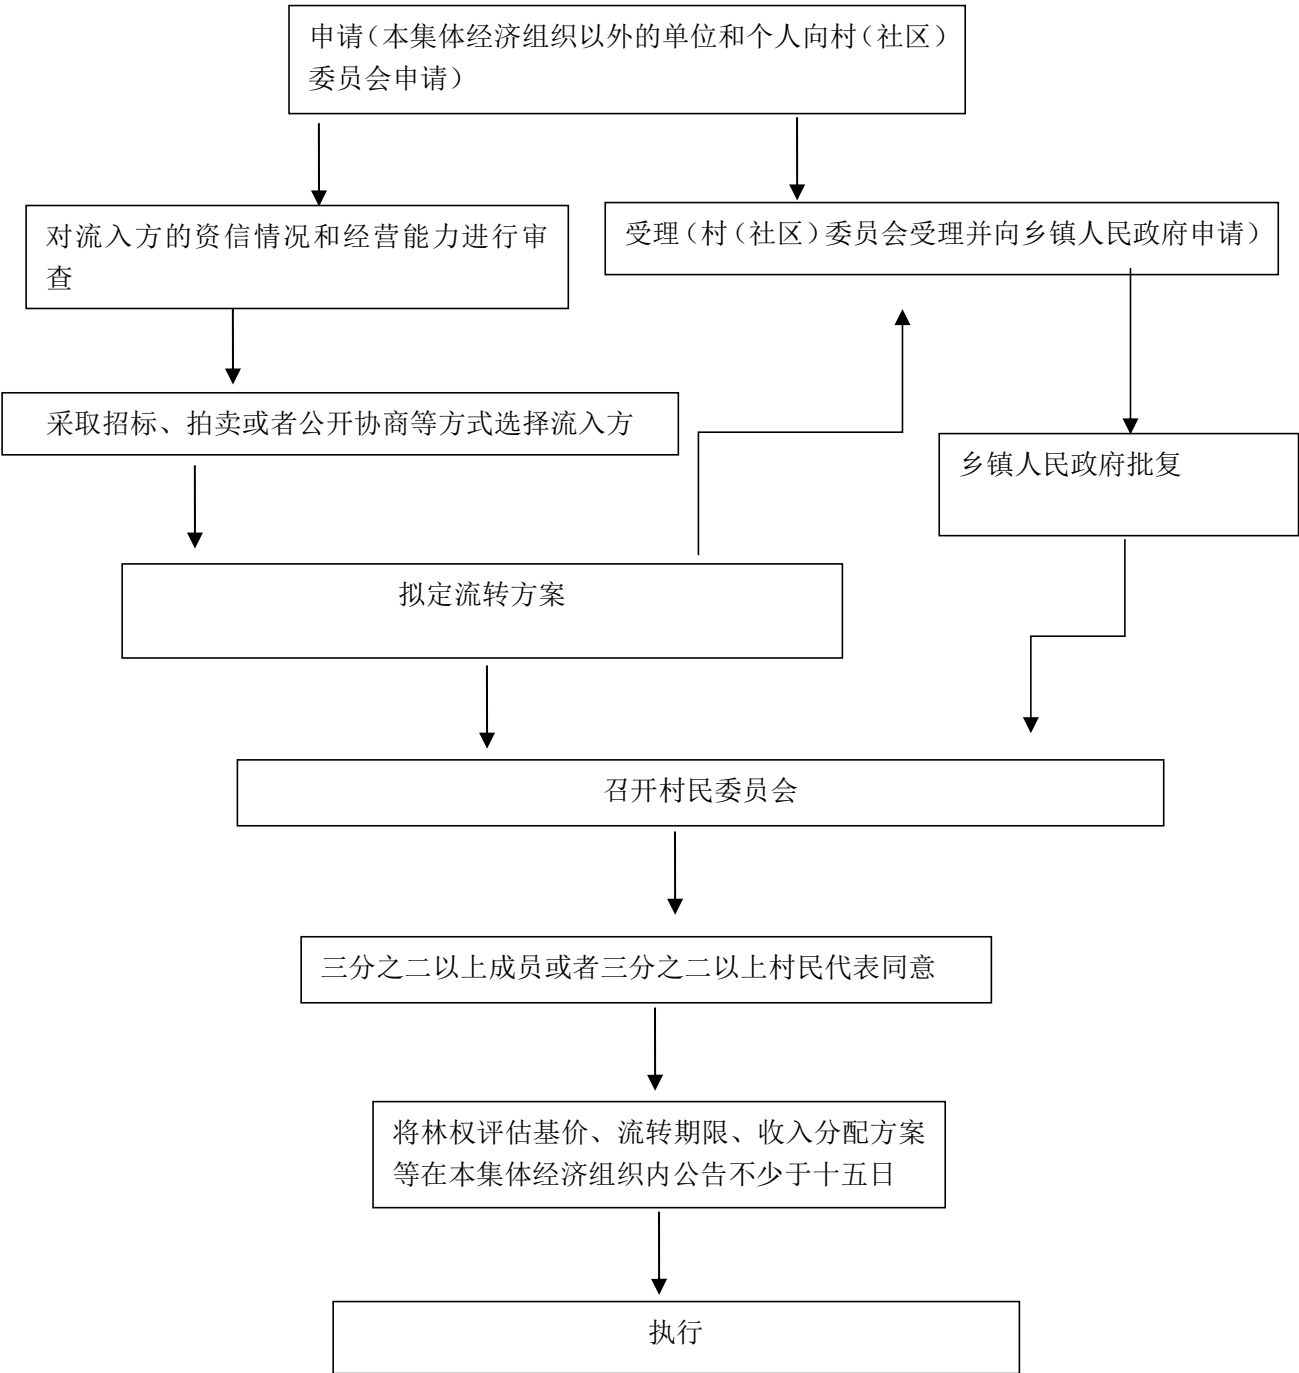 申请（本集体经济组织以外的单位和个人向村（社区）
委员会申请）
对流入方的资信情况和经营能力进行审
查
受理（村（社区）委员会受理并向乡镇人民政府申请）
采取招标、拍卖或者公开协商等方式选择流入方
乡镇人民政府批复
拟定流转方案
召开村民委员会
三分之二以上成员或者三分之二以上村民代表同意
将林权评估基价、流转期限、收入分配方案
等在本集体经济组织内公告不少于十五日
执行